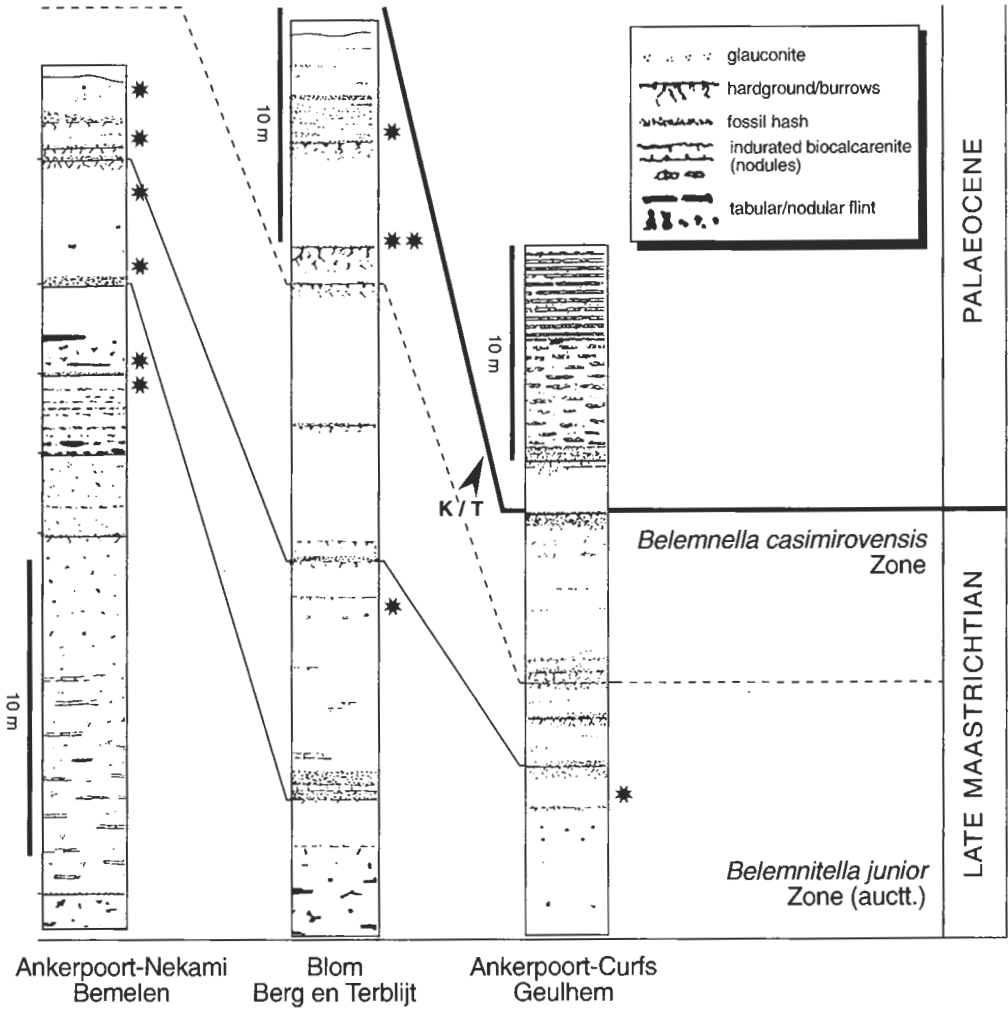 glauconite
hardground/burrows
fossil hash
indurated biocalcarenite
(nodules)
tabular/nodular flint
10 m
10 m
10 m
K / T
Belemnella casimirovensis
Zone
Belemnitella junior
Zone (auctt.)
PALAEOCENE
LATE MAASTRICHTIAN
Ankerpoort-Nekami
Bemelen
Blom
Berg en Terblijt
Ankerpoort-Curfs
Geulhem